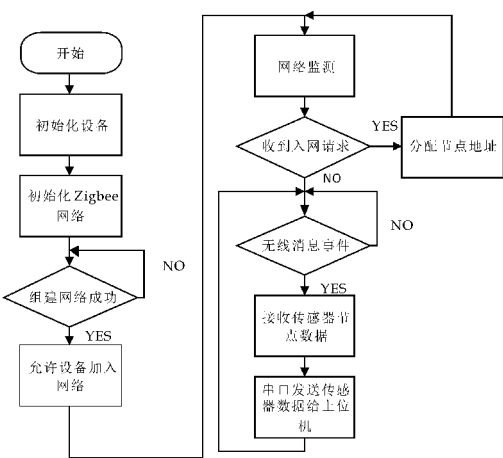 开始
初始化设备
初始化Zigbee
网络
NO
组建网络成功
YES
允许设备加入
网络
网络监测
收到入网请求
YES
分配节点地址
NO
无线消息事件
NO
YES
接收传感器节
点数据
串口发送传感
器数据给上位
机